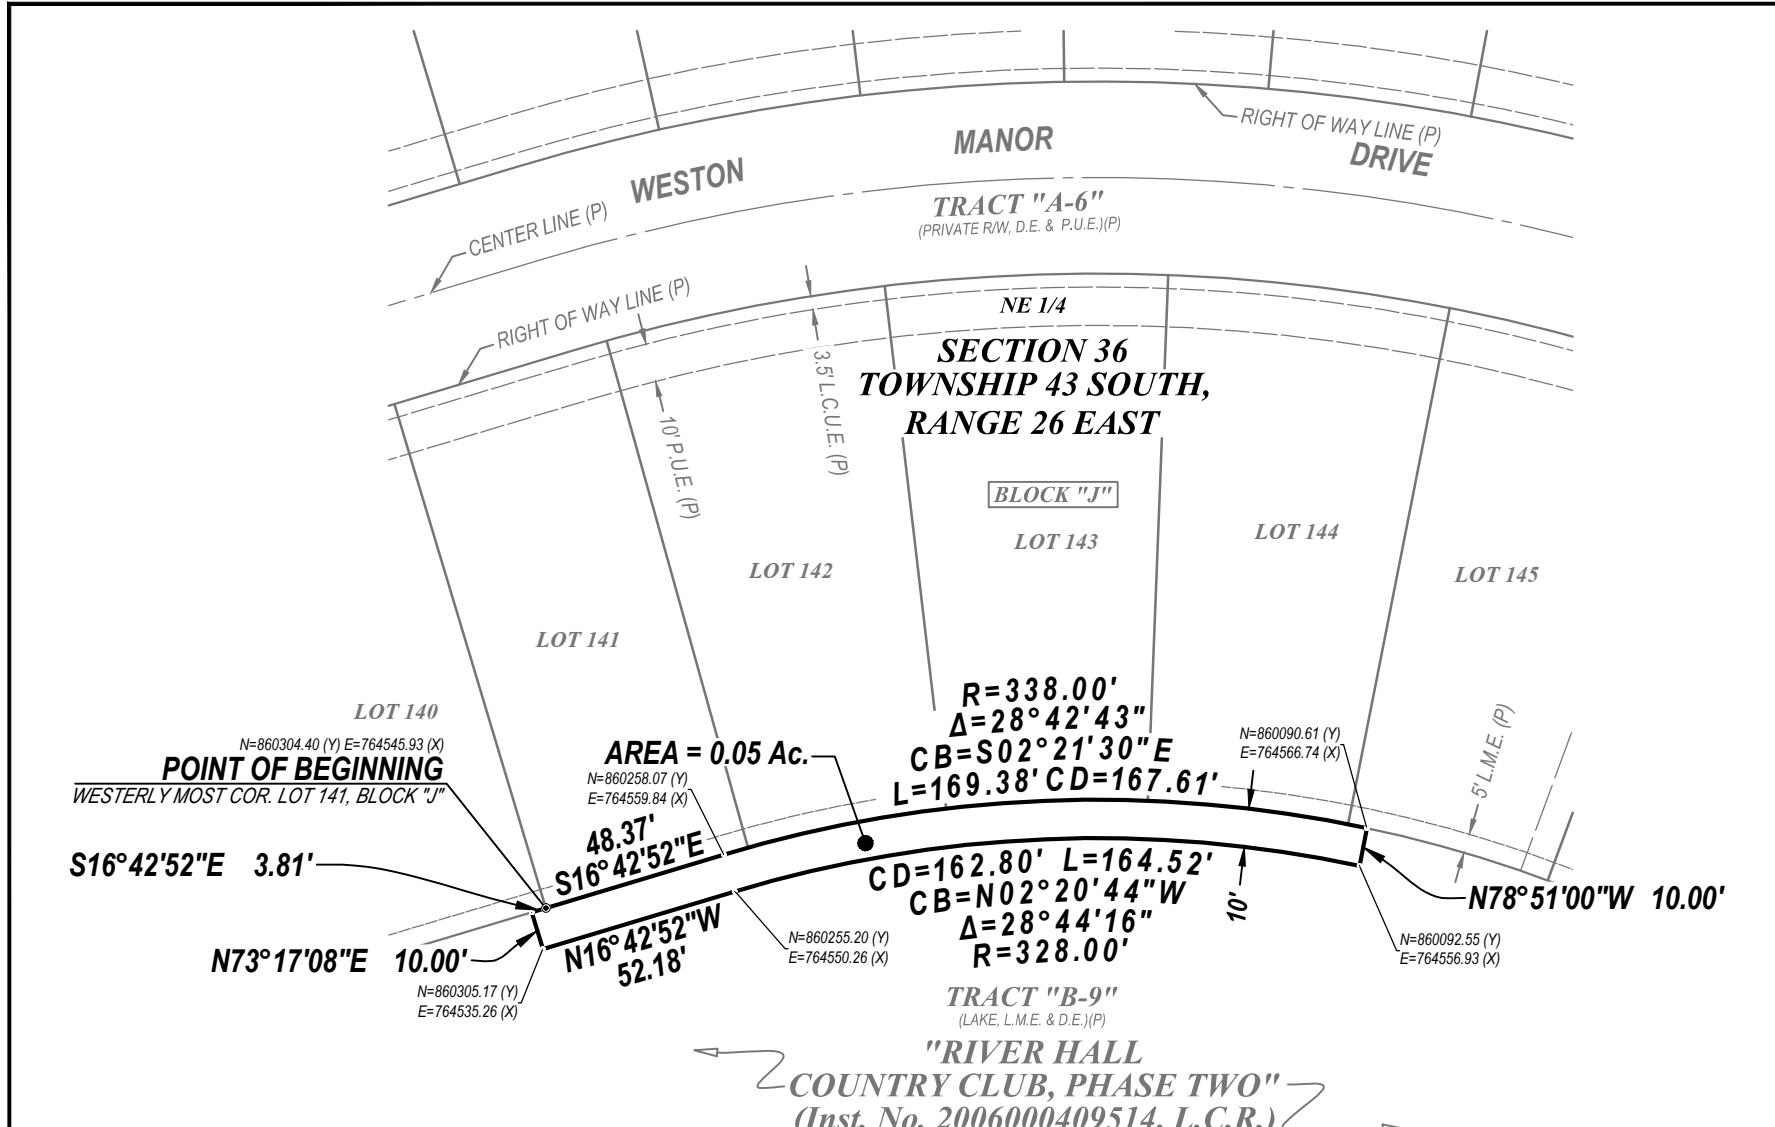 WESTON
MANOR
DRIVE
RIGHT OF WAY LINE (P)
TRACT "A-6"
(PRIVATE R/W, D.E. & P.U.E.)(P)
CENTER LINE (P)
RIGHT OF WAY LINE (P)
NE 1/4
SECTION 36
TOWNSHIP 43 SOUTH,
RANGE 26 EAST
3.5' L.C.U.E. (P)
10' P.U.E. (P)
BLOCK "J"
LOT 143
LOT 144
LOT 142
LOT 145
LOT 141
LOT 140
N=860304.40 (Y) E=764545.93 (X)
POINT OF BEGINNING
WESTERLY MOST COR. LOT 141, BLOCK "J"
AREA = 0.05 Ac.
N=860258.07 (Y)
E=764559.84 (X)
R=338.00'
Δ=28°42'43"
CB=S02°21'30"E
L=169.38' CD=167.61'
N=860090.61 (Y)
E=764566.74 (X)
5' L.M.E. (P)
48.37'
S16°42'52"E
S16°42'52"E 3.81'
N73°17'08"E 10.00'
N16°42'52"W
52.18'
CD=162.80' L=164.52'
CB=N02°20'44"W
Δ=28°44'16"
R=328.00'
10'
N78°51'00"W 10.00'
N=860255.20 (Y)
E=764550.26 (X)
N=860092.55 (Y)
E=764556.93 (X)
N=860305.17 (Y)
E=764535.26 (X)
TRACT "B-9"
(LAKE, L.M.E. & D.E.)(P)
"RIVER HALL
COUNTRY CLUB, PHASE TWO"
(Inst. No. 2006000409514, L.C.R.)